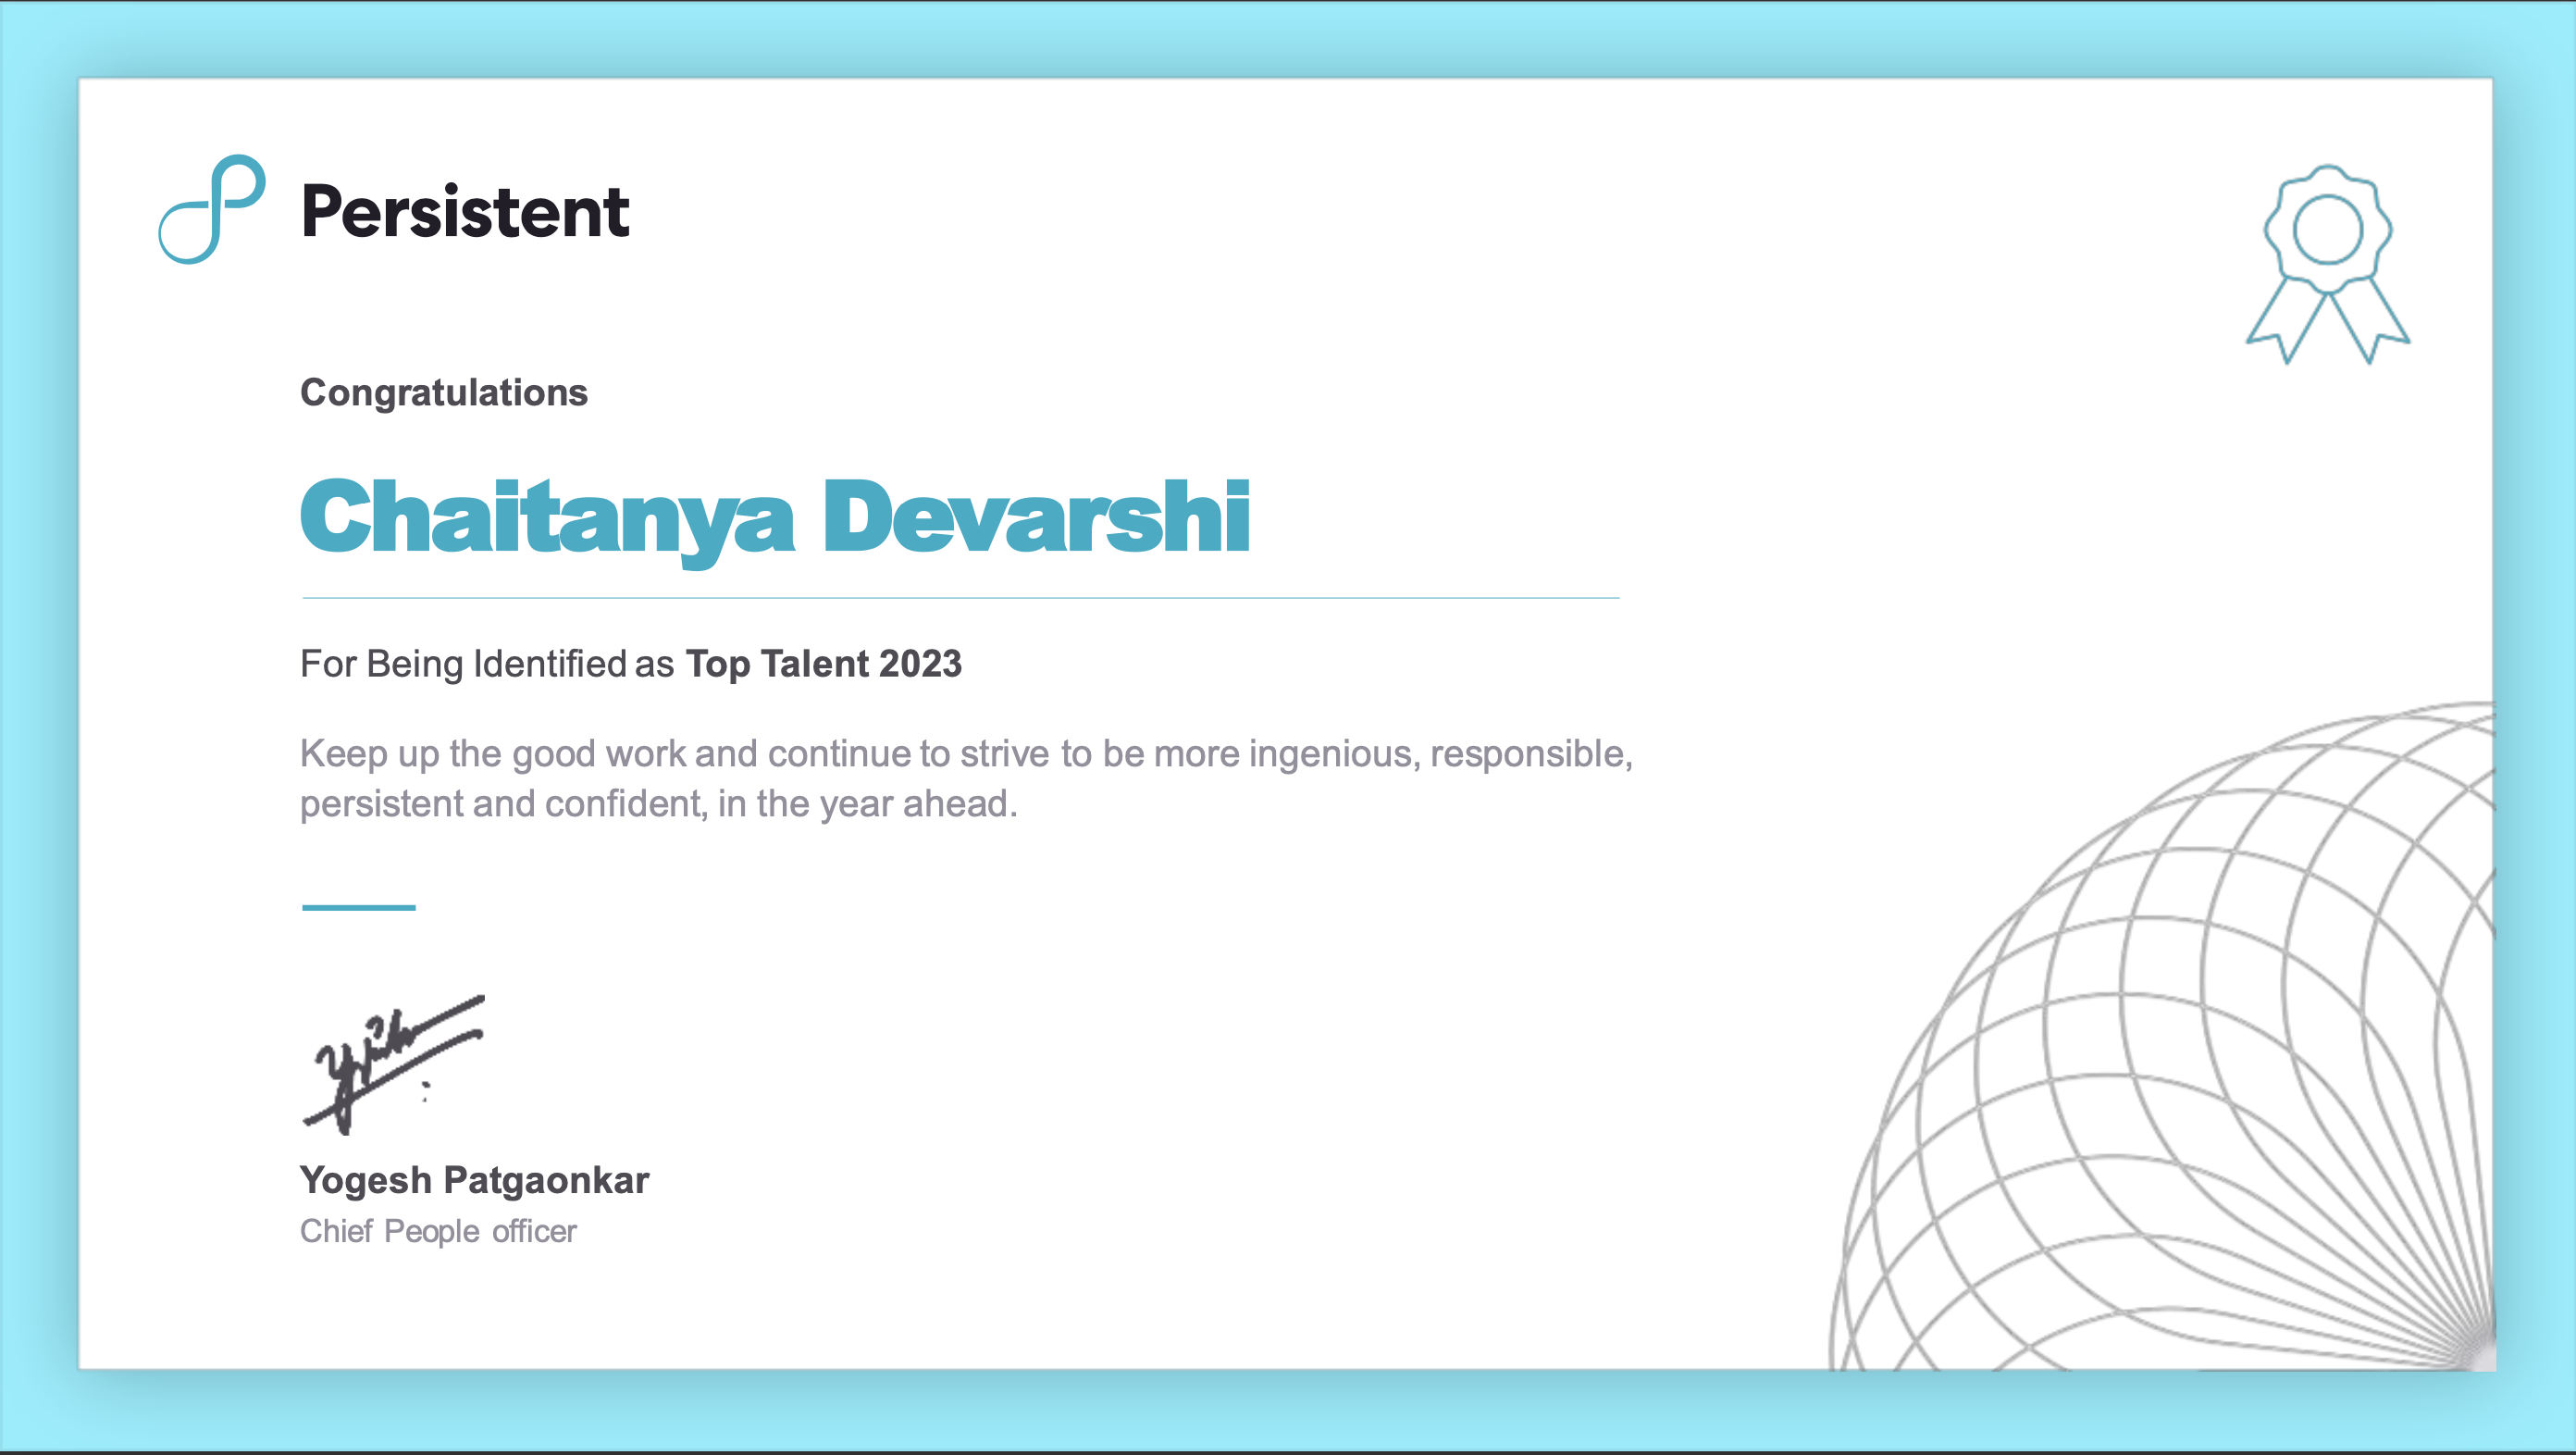 Persistent
Congratulations
Chaitanya Devarshi
For Being Identified as Top Talent 2023
Keep up the good work and continue to strive to be more ingenious, responsible,
persistent and confident, in the year ahead.
Yogesh Patgaonkar
Chief People officer